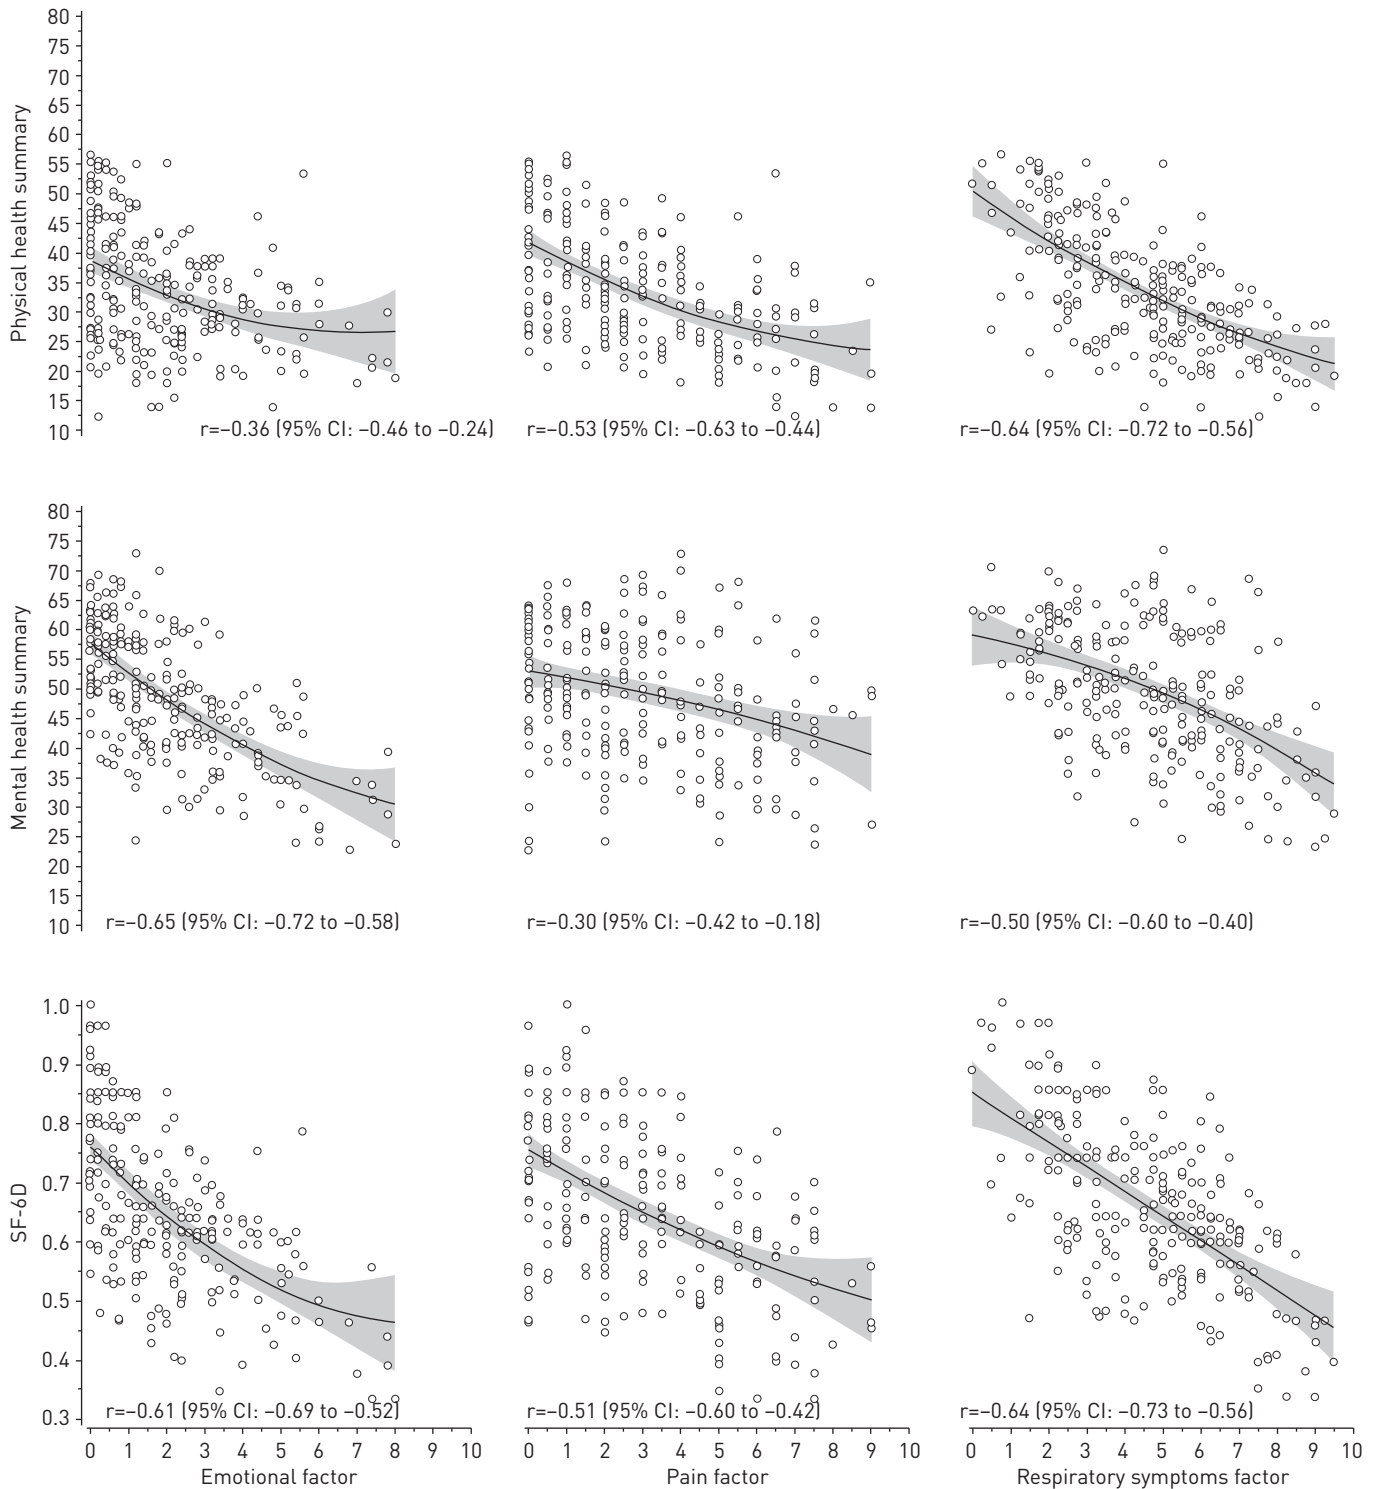 80
75
70
65
60
55
50
45
40
35
30
25
20
15
10
Physical health summary
r=–0.36 (95% CI: –0.46 to –0.24)
r=–0.53 (95% CI: –0.63 to –0.44)
r=–0.64 (95% CI: –0.72 to –0.56)
80
75
70
65
60
55
50
45
40
35
30
25
20
15
10
Mental health summary
r=–0.65 (95% CI: –0.72 to –0.58)
r=–0.30 (95% CI: –0.42 to –0.18)
r=–0.50 (95% CI: –0.60 to –0.40)
1.0
0.9
0.8
0.7
0.6
0.5
0.4
0.3
SF-6D
r=–0.61 (95% CI: –0.69 to –0.52)
r=–0.51 (95% CI: –0.60 to –0.42)
r=–0.64 (95% CI: –0.73 to –0.56)
0 1 2 3 4 5 6 7 8 9 10
Emotional factor
0 1 2 3 4 5 6 7 8 9 10
Pain factor
0 1 2 3 4 5 6 7 8 9 10
Respiratory symptoms factor